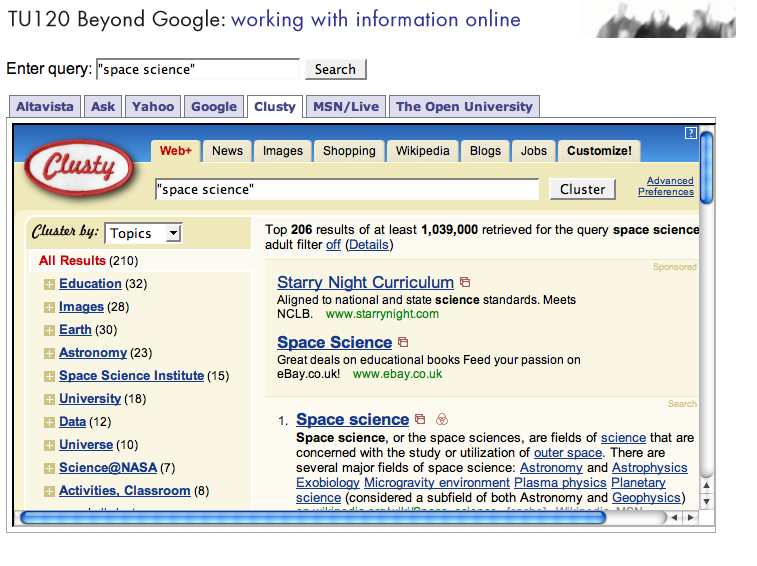 TU120 Beyond Google: working with information online
Enter query: "space science" Search
Altavista Ask Yahoo Google Clusty MSN/Live The Open University
?
Clusty
Web+ News Images Shopping Wikipedia Blogs Jobs Customize!
"space science" Cluster Advanced
Preferences
Cluster by: Topics
All Results (210)
Education (32)
Images (28)
Earth (30)
Astronomy (23)
Space Science Institute (15)
University (18)
Data (12)
Universe (10)
Science@NASA (7)
Activities, Classroom (8)
Top 206 results of at least 1,039,000 retrieved for the query space science
adult filter off (Details)
Sponsored
Starry Night Curriculum
Aligned to national and state science standards. Meets
NCLB. www.starrynight.com
Space Science
Great deals on educational books Feed your passion on
eBay.co.uk! www.ebay.co.uk
Search
1. Space science
Space science, or the space sciences, are fields of science that are
concerned with the study or utilization of outer space. There are
several major fields of space science: Astronomy and Astrophysics
Exobiology Microgravity environment Plasma physics Planetary
science (considered a subfield of both Astronomy and Geophysics)